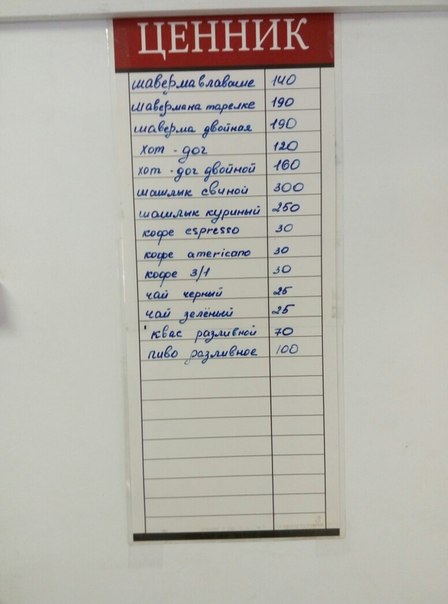 ЦЕННИК
шаверма в лаваше 140
шаверма на тарелке 190
шаверма двойная 190
хот-дог 120
хот-дог двойной 160
шашлык свиной 300
шашлык куриный 250
кофе espresso 30
кофе americano 30
кофе 3/1 30
чай черный 25
чай зелёный 25
квас разливной 70
пиво разливное 100